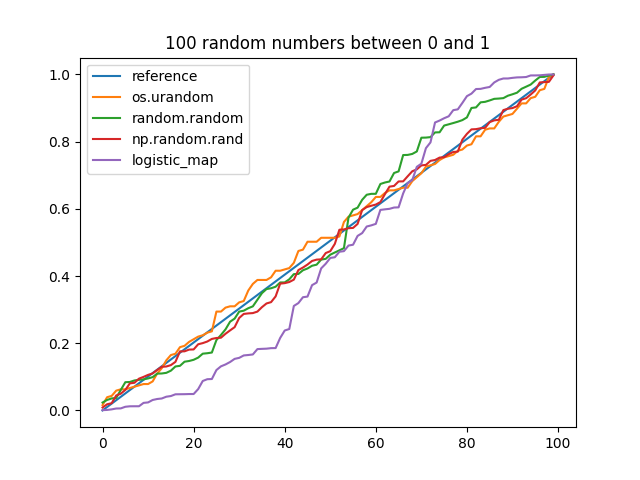 100 random numbers between 0 and 1
1.0
0.8
0.6
0.4
0.2
0.0
reference
os.urandom
random.random
np.random.rand
logistic_map
0 20 40 60 80 100